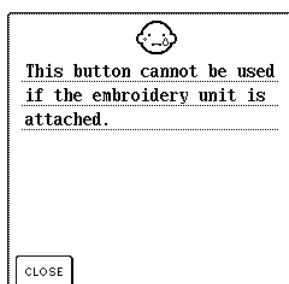 This button cannot be used
if the embroidery unit is
attached.
CLOSE